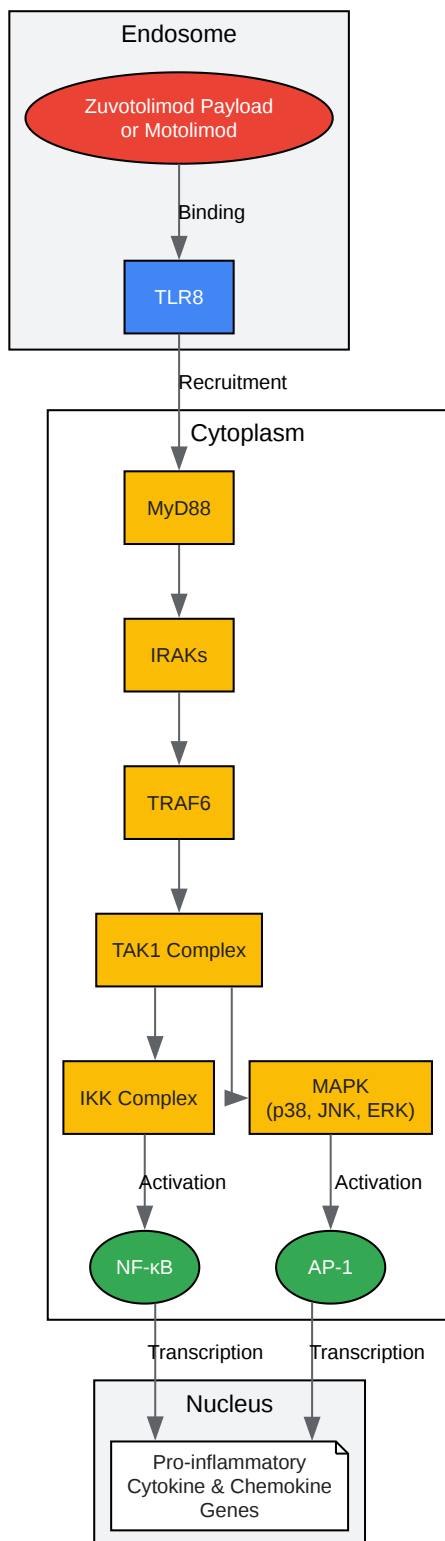 Endosome
Zuvotolimod Payload
or Motolimod
Binding
TLR8
Recruitment
Cytoplasm
MyD88
IRAKs
TRAF6
TAK1 Complex
IKK Complex
MAPK
(p38, JNK, ERK)
Activation
Activation
NF-κB
AP-1
Transcription
Transcription
Nucleus
Pro-inflammatory
Cytokine & Chemokine
Genes